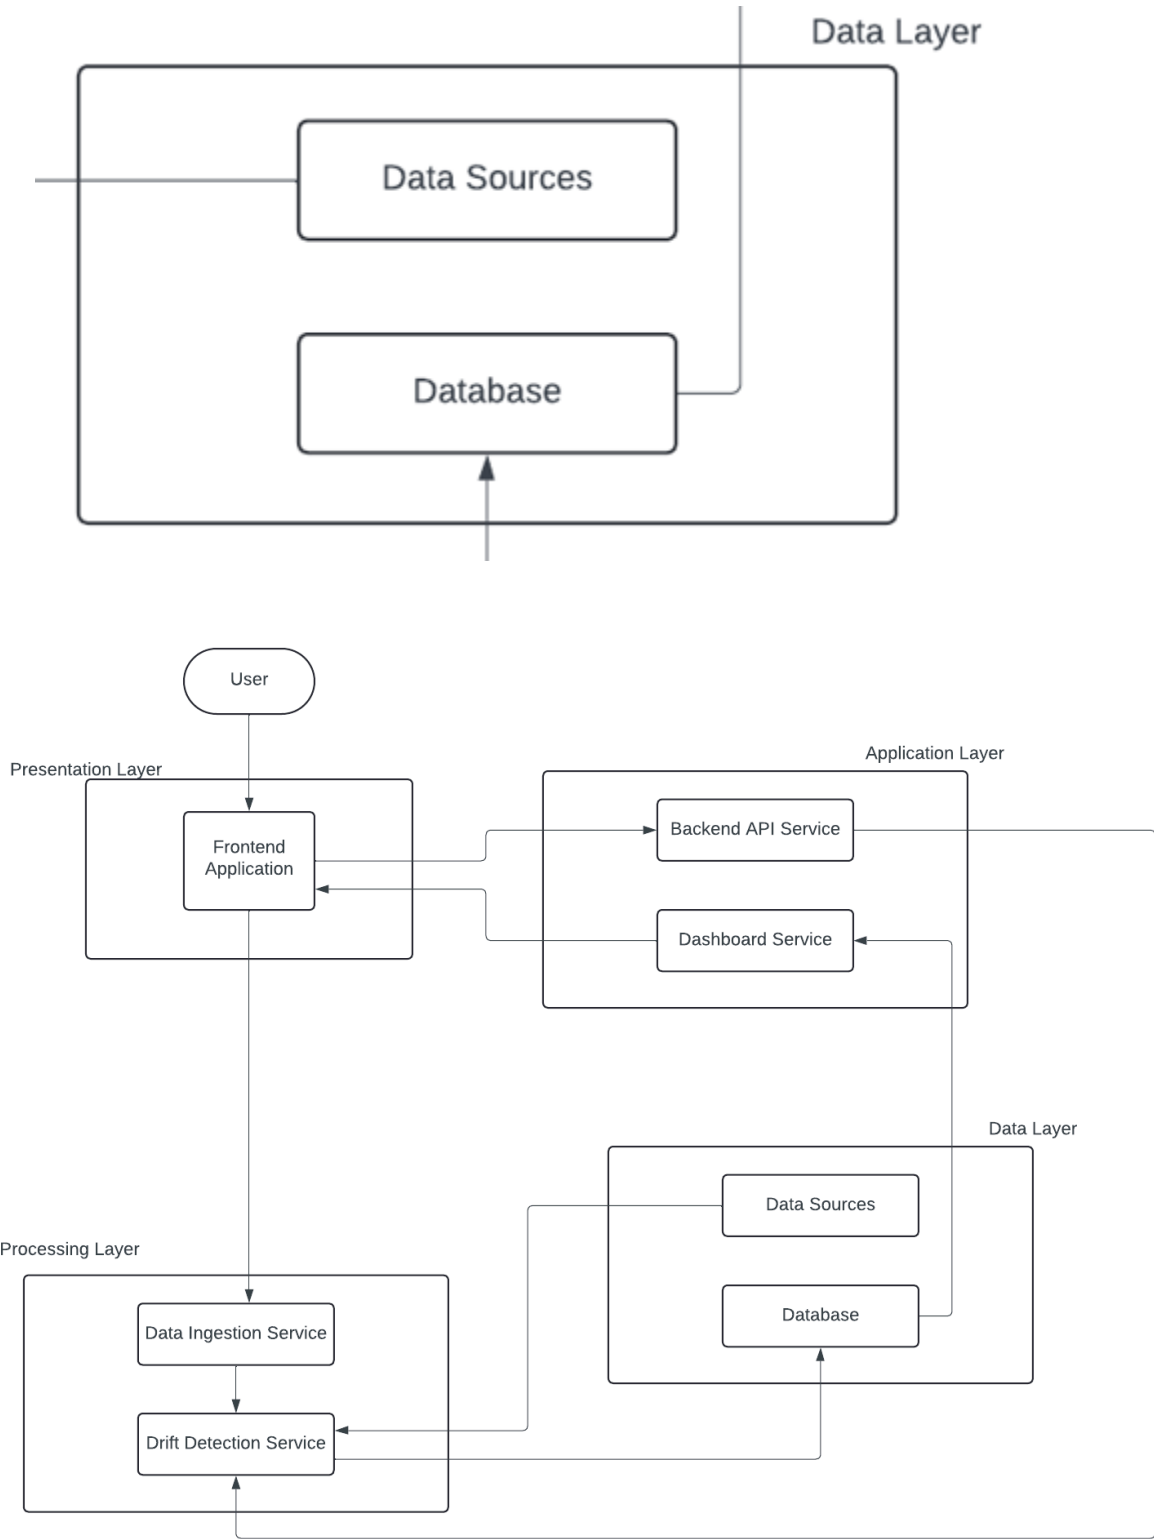 Data Layer
Data Sources
Database
User
Presentation Layer
Application Layer
Frontend
Application
Backend API Service
Dashboard Service
Data Layer
Data Sources
Database
Processing Layer
Data Ingestion Service
Drift Detection Service